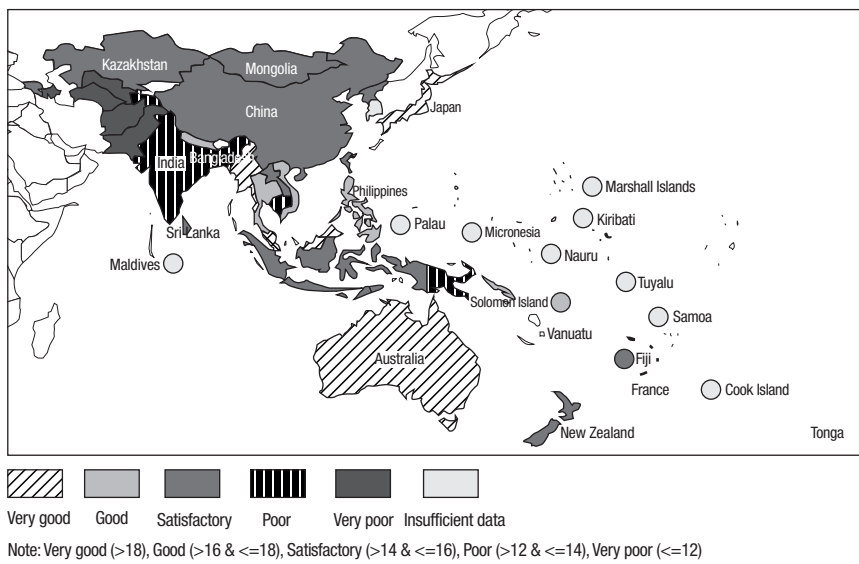 Kazakhstan
Mongolia
China
Japan
India
Bangladesh
Philippines
Marshall Islands
Kiribati
Palau
Micronesia
Sri Lanka
Maldives
Nauru
Tuyalu
Solomon Island
Samoa
Vanuatu
Australia
Fiji
France
Cook Island
New Zealand
Tonga
Very good
Good
Satisfactory
Poor
Very poor
Insufficient data
Note: Very good (>18), Good (>16 & <=18), Satisfactory (>14 & <=16), Poor (>12 & <=14), Very poor (<=12)